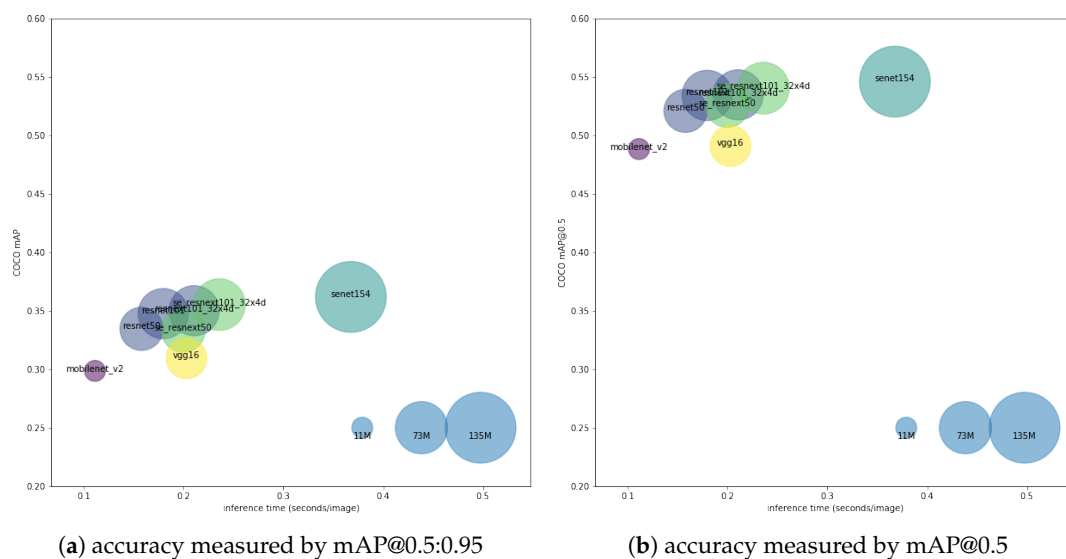 0.60
0.55
0.50
0.45
0.40
0.35
0.30
0.25
0.20
COCO mAP
0.1
0.2
0.3
0.4
0.5
inference time (seconds/image)
mobilenet_v2
resnet50
resnet101
resnext101_32x4d
se_resnext101_32x4d
se_resnext50
vgg16
senet154
11M
73M
135M
(a) accuracy measured by mAP@0.5:0.95
0.60
0.55
0.50
0.45
0.40
0.35
0.30
0.25
0.20
COCO mAP@0.5
0.1
0.2
0.3
0.4
0.5
inference time (seconds/image)
mobilenet_v2
resnet50
resnet101
resnext101_32x4d
se_resnext101_32x4d
se_resnext50
vgg16
senet154
11M
73M
135M
(b) accuracy measured by mAP@0.5